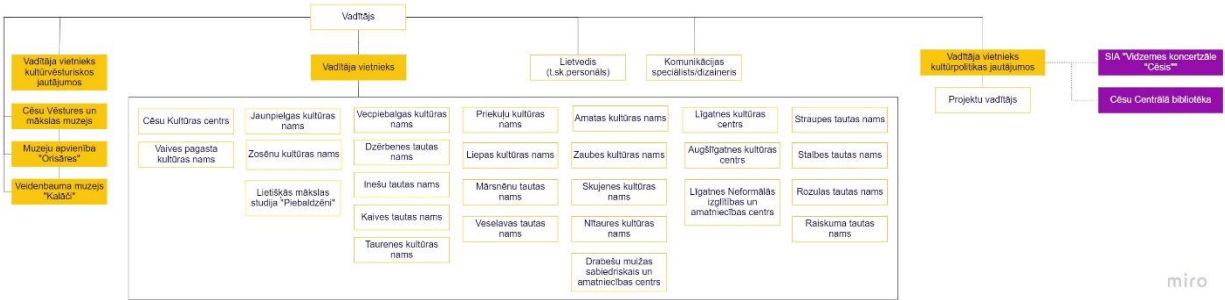 Vadītājs
Vadītāja vietnieks
kultūrvēsturiskos
jautājumos
Vadītāja vietnieks
Lietvedis
(t.sk.personāls)
Komunikācijas
speciālists/dizaineris
Vadītāja vietnieks
kultūrpolitikas jautājumos
SIA "Vidzemes koncertzāle
"Cēsis""
Projektu vadītājs
Cēsu Centrālā bibliotēka
Cēsu Vēstures un
mākslas muzejs
Muzeju apvienība
"Orisāres"
Veidenbauma muzejs
"Kalāči"
Cēsu Kultūras centrs
Vaives pagasta
kultūras nams
Jaunpielgas kultūras
nams
Zosēnu kultūras nams
Lietišķās mākslas
studija "Piebaldzēni"
Vecpiebalgas kultūras
nams
Dzērbenes tautas
nams
Inešu tautas nams
Kaives tautas nams
Taurenes kultūras
nams
Priekuļu kultūras
nams
Liepas kultūras nams
Mārsnēnu tautas
nams
Veselavas tautas
nams
Amatas kultūras nams
Zaubes kultūras nams
Skujenes kultūras
nams
Nītaures kultūras
nams
Drabešu muižas
sabiedriskais un
amatniecības centrs
Līgatnes kultūras
centrs
Augšlīgatnes kultūras
centrs
Līgatnes Neformālās
izglītības un
amatniecības centrs
Straupes tautas nams
Stalbes tautas nams
Rozulas tautas nams
Raiskuma tautas
nams
miro